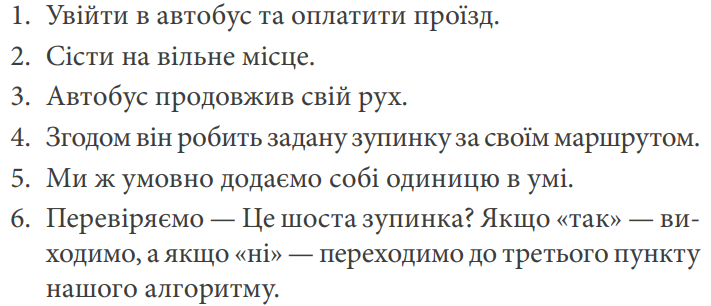 1. Увійти в автобус та оплатити проїзд.
2. Сісти на вільне місце.
3. Автобус продовжив свій рух.
4. Згодом він робить задану зупинку за своїм маршрутом.
5. Ми ж умовно додаємо собі одиницю в умі.
6. Перевіряємо — Це шоста зупинка? Якщо «так» — ви-
ходимо, а якщо «ні» — переходимо до третього пункту
нашого алгоритму.